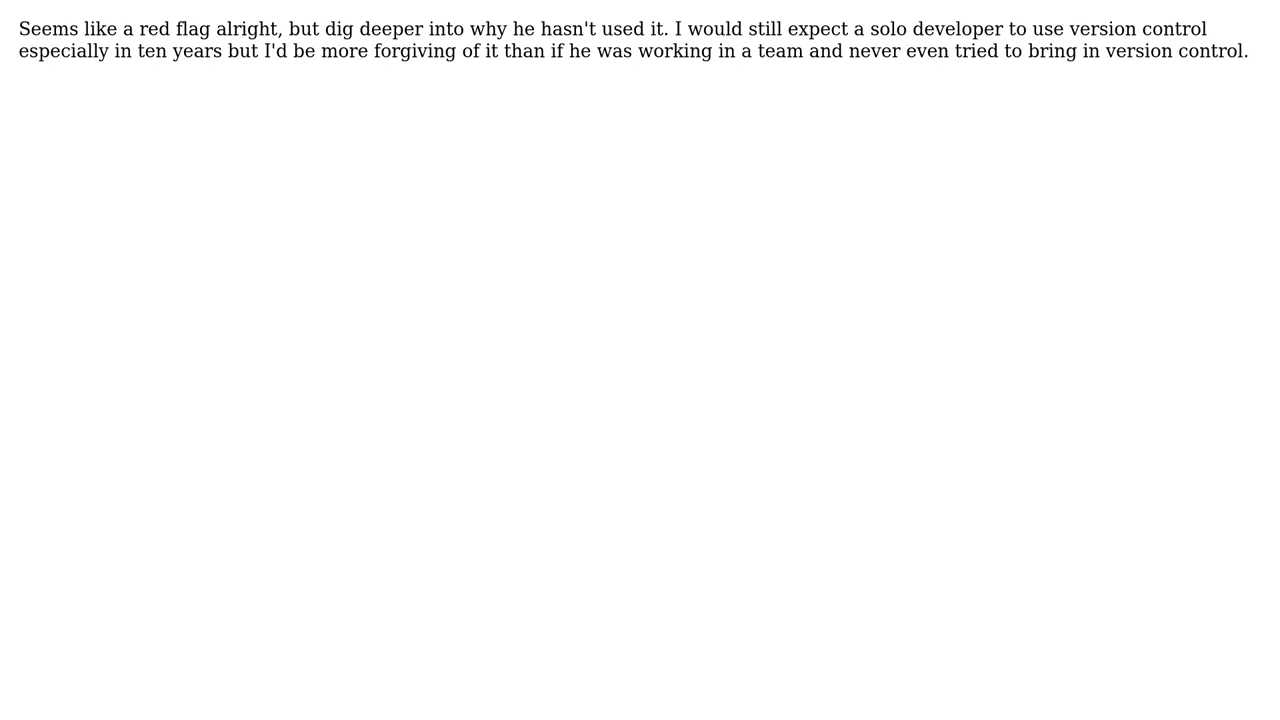 Seems like a red flag alright, but dig deeper into why he hasn't used it. I would still expect a solo developer to use version control
especially in ten years but I'd be more forgiving of it than if he was working in a team and never even tried to bring in version control.